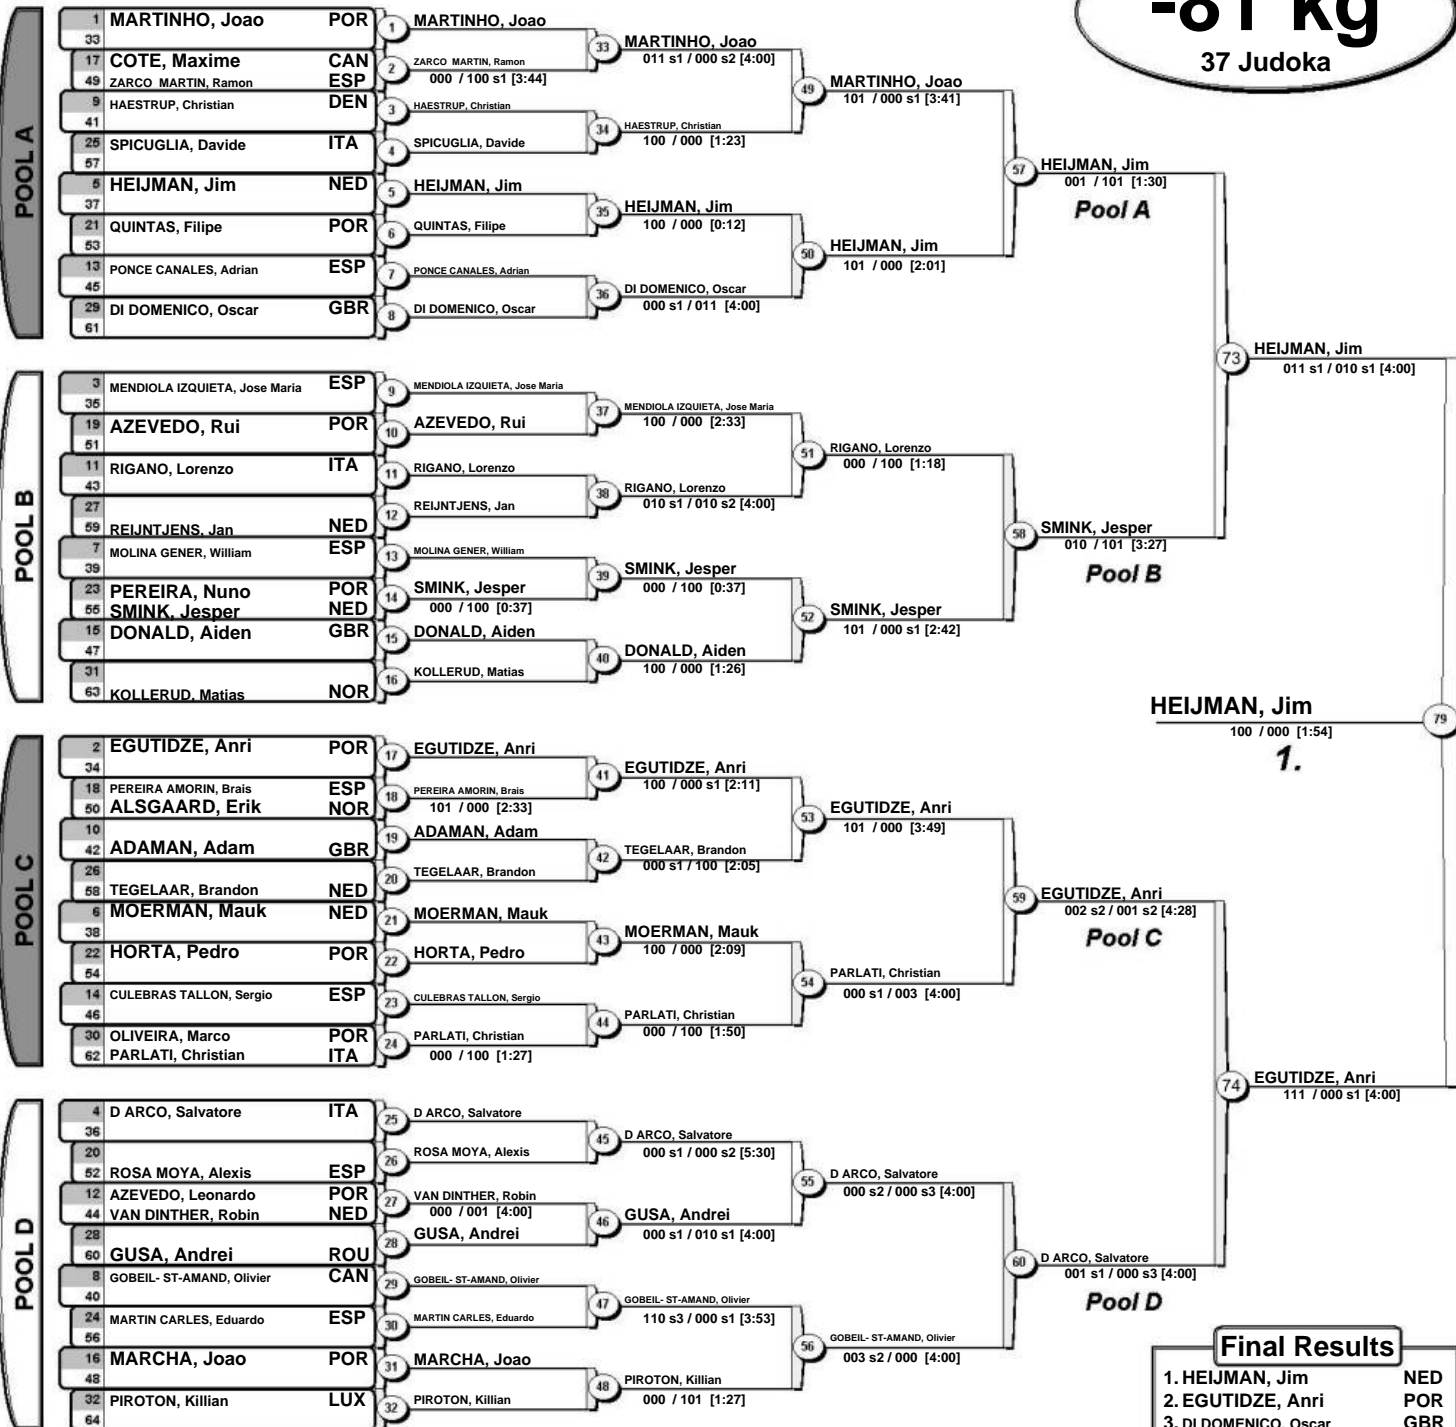 -81 kg
37 Judoka
POOL A
1 MARTINHO, Joao POR
33
17 COTE, Maxime CAN
49 ZARCO MARTIN, Ramon ESP
9 HAESTRUP, Christian DEN
41
25 SPICUGLIA, Davide ITA
57
5 HEIJMAN, Jim NED
37
21 QUINTAS, Filipe POR
53
13 PONCE CANALES, Adrian ESP
45
29 DI DOMENICO, Oscar GBR
61
1 MARTINHO, Joao
2 ZARCO MARTIN, Ramon
000 / 100 s1 [3:44]
3 HAESTRUP, Christian
4 SPICUGLIA, Davide
5 HEIJMAN, Jim
6 QUINTAS, Filipe
7 PONCE CANALES, Adrian
8 DI DOMENICO, Oscar
33 MARTINHO, Joao
011 s1 / 000 s2 [4:00]
34 HAESTRUP, Christian
100 / 000 [1:23]
35 HEIJMAN, Jim
100 / 000 [0:12]
36 DI DOMENICO, Oscar
000 s1 / 011 [4:00]
49 MARTINHO, Joao
101 / 000 s1 [3:41]
50 HEIJMAN, Jim
101 / 000 [2:01]
57 HEIJMAN, Jim
001 / 101 [1:30]
Pool A
POOL B
3 MENDIOLA IZQUIETA, Jose Maria ESP
35
19 AZEVEDO, Rui POR
51
11 RIGANO, Lorenzo ITA
43
27
59 REIJNTJENS, Jan NED
7 MOLINA GENER, William ESP
39
23 PEREIRA, Nuno POR
55 SMINK, Jesper NED
15 DONALD, Aiden GBR
47
31
63 KOLLERUD, Matias NOR
9 MENDIOLA IZQUIETA, Jose Maria
10 AZEVEDO, Rui
11 RIGANO, Lorenzo
12 REIJNTJENS, Jan
13 MOLINA GENER, William
14 SMINK, Jesper
000 / 100 [0:37]
15 DONALD, Aiden
16 KOLLERUD, Matias
37 MENDIOLA IZQUIETA, Jose Maria
100 / 000 [2:33]
38 RIGANO, Lorenzo
010 s1 / 010 s2 [4:00]
39 SMINK, Jesper
000 / 100 [0:37]
40 DONALD, Aiden
100 / 000 [1:26]
51 RIGANO, Lorenzo
000 / 100 [1:18]
52 SMINK, Jesper
101 / 000 s1 [2:42]
58 SMINK, Jesper
010 / 101 [3:27]
Pool B
73 HEIJMAN, Jim
011 s1 / 010 s1 [4:00]
HEIJMAN, Jim 79
100 / 000 [1:54]
1.
POOL C
2 EGUTIDZE, Anri POR
34
18 PEREIRA AMORIN, Brais ESP
50 ALSGAARD, Erik NOR
10
42 ADAMAN, Adam GBR
26
58 TEGELAAR, Brandon NED
6 MOERMAN, Mauk NED
38
22 HORTA, Pedro POR
54
14 CULEBRAS TALLON, Sergio ESP
46
30 OLIVEIRA, Marco POR
62 PARLATI, Christian ITA
17 EGUTIDZE, Anri
18 PEREIRA AMORIN, Brais
101 / 000 [2:33]
19 ADAMAN, Adam
20 TEGELAAR, Brandon
21 MOERMAN, Mauk
22 HORTA, Pedro
23 CULEBRAS TALLON, Sergio
24 PARLATI, Christian
000 / 100 [1:27]
41 EGUTIDZE, Anri
100 / 000 s1 [2:11]
42 TEGELAAR, Brandon
000 s1 / 100 [2:05]
43 MOERMAN, Mauk
100 / 000 [2:09]
44 PARLATI, Christian
000 / 100 [1:50]
53 EGUTIDZE, Anri
101 / 000 [3:49]
54 PARLATI, Christian
000 s1 / 003 [4:00]
59 EGUTIDZE, Anri
002 s2 / 001 s2 [4:28]
Pool C
POOL D
4 D ARCO, Salvatore ITA
36
20
52 ROSA MOYA, Alexis ESP
12 AZEVEDO, Leonardo POR
44 VAN DINTHER, Robin NED
28
60 GUSA, Andrei ROU
8 GOBEIL- ST-AMAND, Olivier CAN
40
24 MARTIN CARLES, Eduardo ESP
56
16 MARCHA, Joao POR
48
32 PIROTON, Killian LUX
64
25 D ARCO, Salvatore
26 ROSA MOYA, Alexis
27 VAN DINTHER, Robin
000 / 001 [4:00]
28 GUSA, Andrei
29 GOBEIL- ST-AMAND, Olivier
30 MARTIN CARLES, Eduardo
31 MARCHA, Joao
32 PIROTON, Killian
45 D ARCO, Salvatore
000 s1 / 000 s2 [5:30]
46 GUSA, Andrei
000 s1 / 010 s1 [4:00]
47 GOBEIL- ST-AMAND, Olivier
110 s3 / 000 s1 [3:53]
48 PIROTON, Killian
000 / 101 [1:27]
55 D ARCO, Salvatore
000 s2 / 000 s3 [4:00]
56 GOBEIL- ST-AMAND, Olivier
003 s2 / 000 [4:00]
60 D ARCO, Salvatore
001 s1 / 000 s3 [4:00]
Pool D
74 EGUTIDZE, Anri
111 / 000 s1 [4:00]
Final Results
1. HEIJMAN, Jim NED
2. EGUTIDZE, Anri POR
3. DI DOMENICO, Oscar GBR